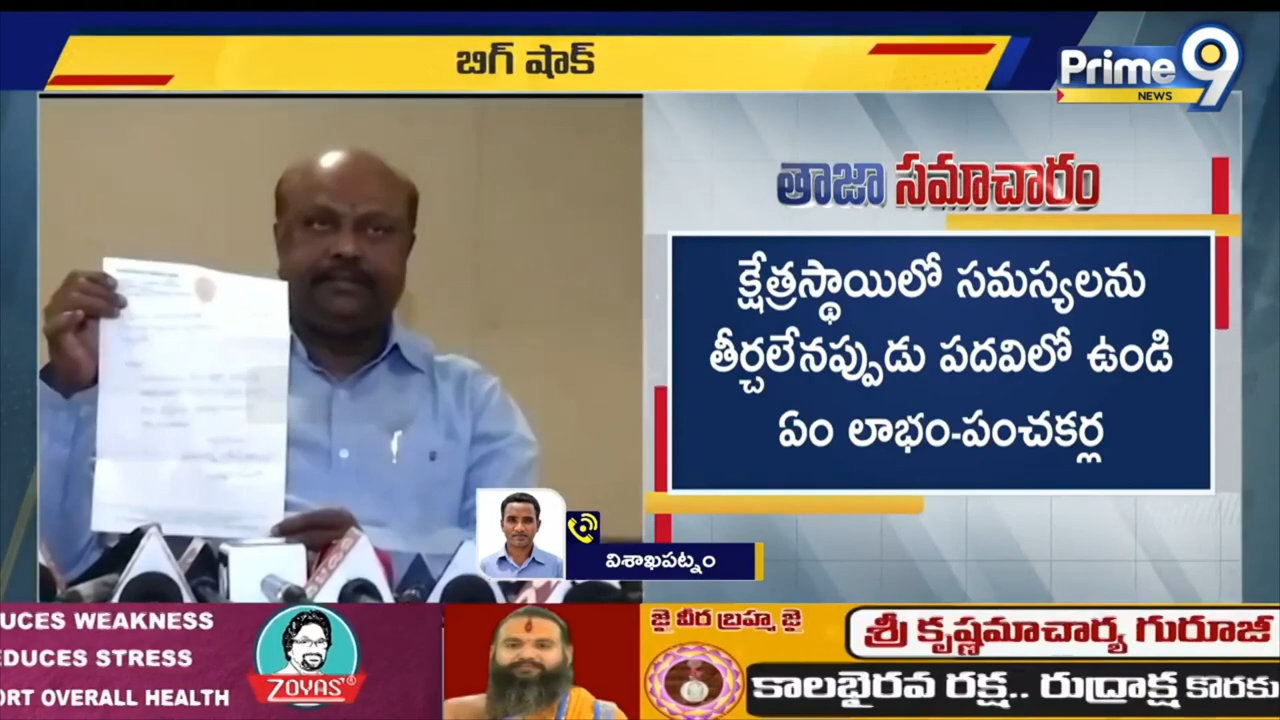 బిగ్ షాక్
Prime9
NEWS
తాజా సమాచారం
క్షేత్రస్థాయిలో సమస్యలను
తీర్చలేనప్పుడు పదవిలో ఉండి
ఏం లాభం-పంచకర్ల
విశాఖపట్నం
UCES WEAKNESS
EDUCES STRESS
ORT OVERALL HEALTH
ZOYAS®
జై వీర బ్రహ్మ జై
శ్రీ కృష్ణమాచార్య గురూజీ
కాలభైరవ రక్ష.. రుద్రాక్ష కొరకు